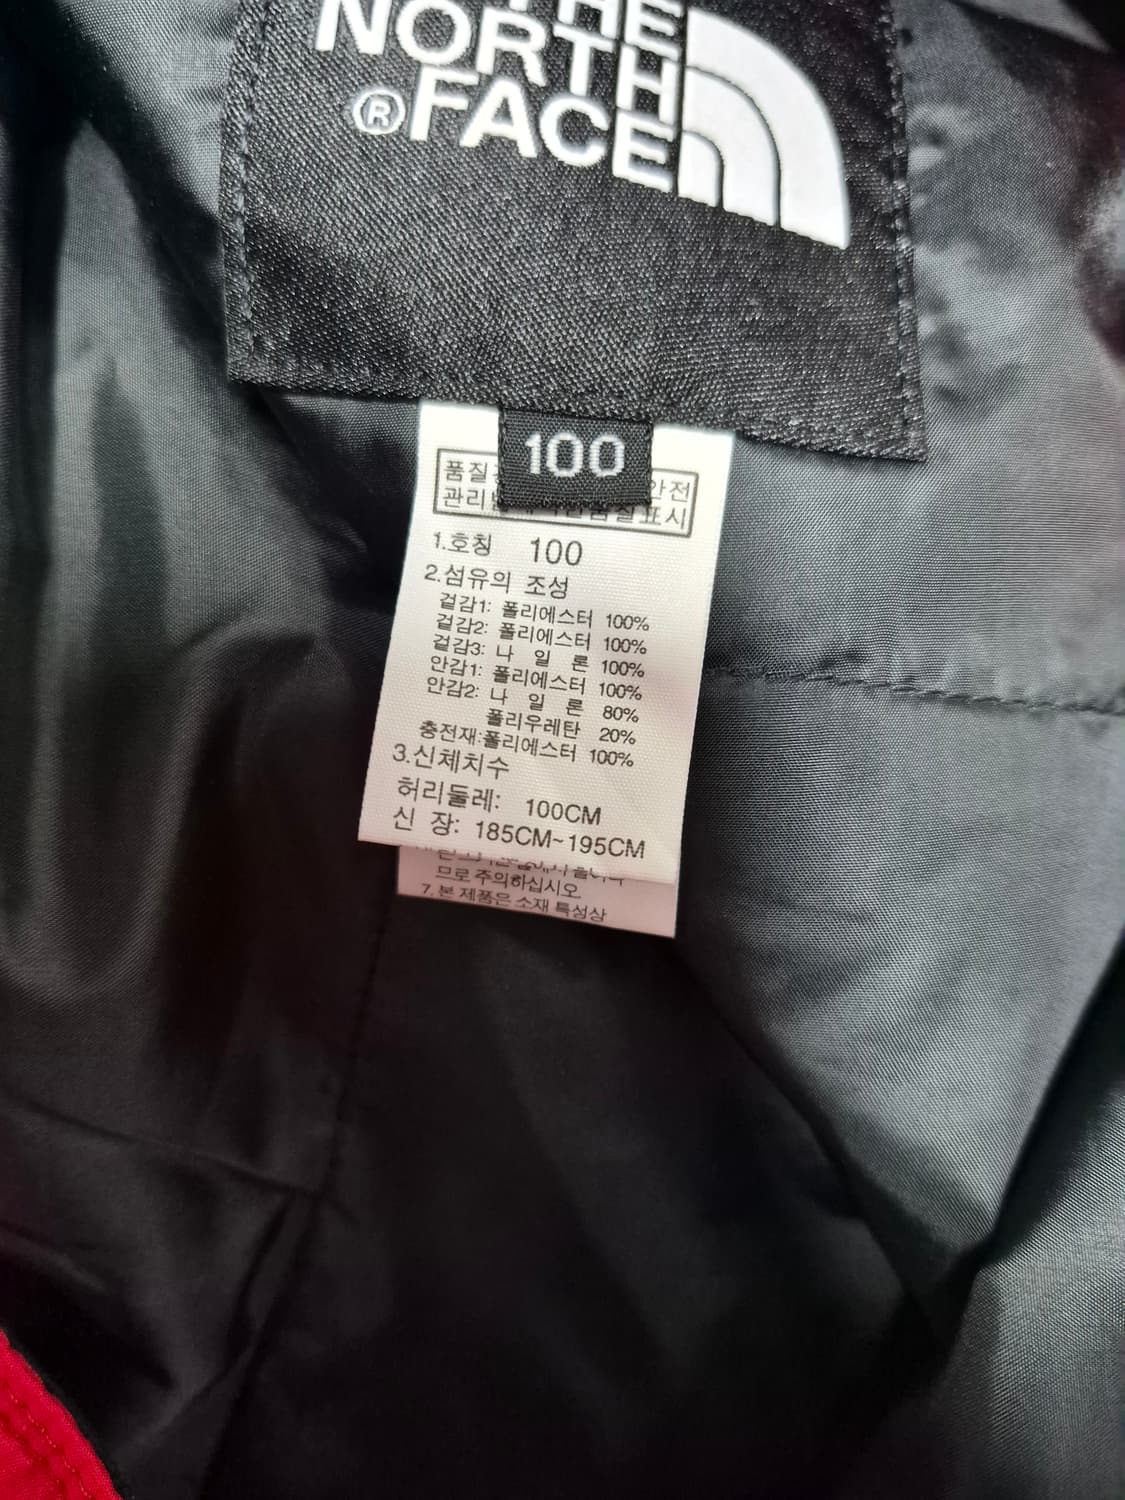 THE
NORTH
®FACE
100
품질
안전
관리
품질표시
1.호칭 100
2.섬유의 조성
겉감1: 폴리에스터 100%
겉감2: 폴리에스터 100%
겉감3: 나 일 론 100%
안감1: 폴리에스터 100%
안감2: 나 일 론 80%
폴리우레탄 20%
충전재:폴리에스터 100%
3.신체치수
허리둘레: 100CM
신 장: 185CM~195CM
므로 주의하십시오
7. 본 제품은 소재 특성상